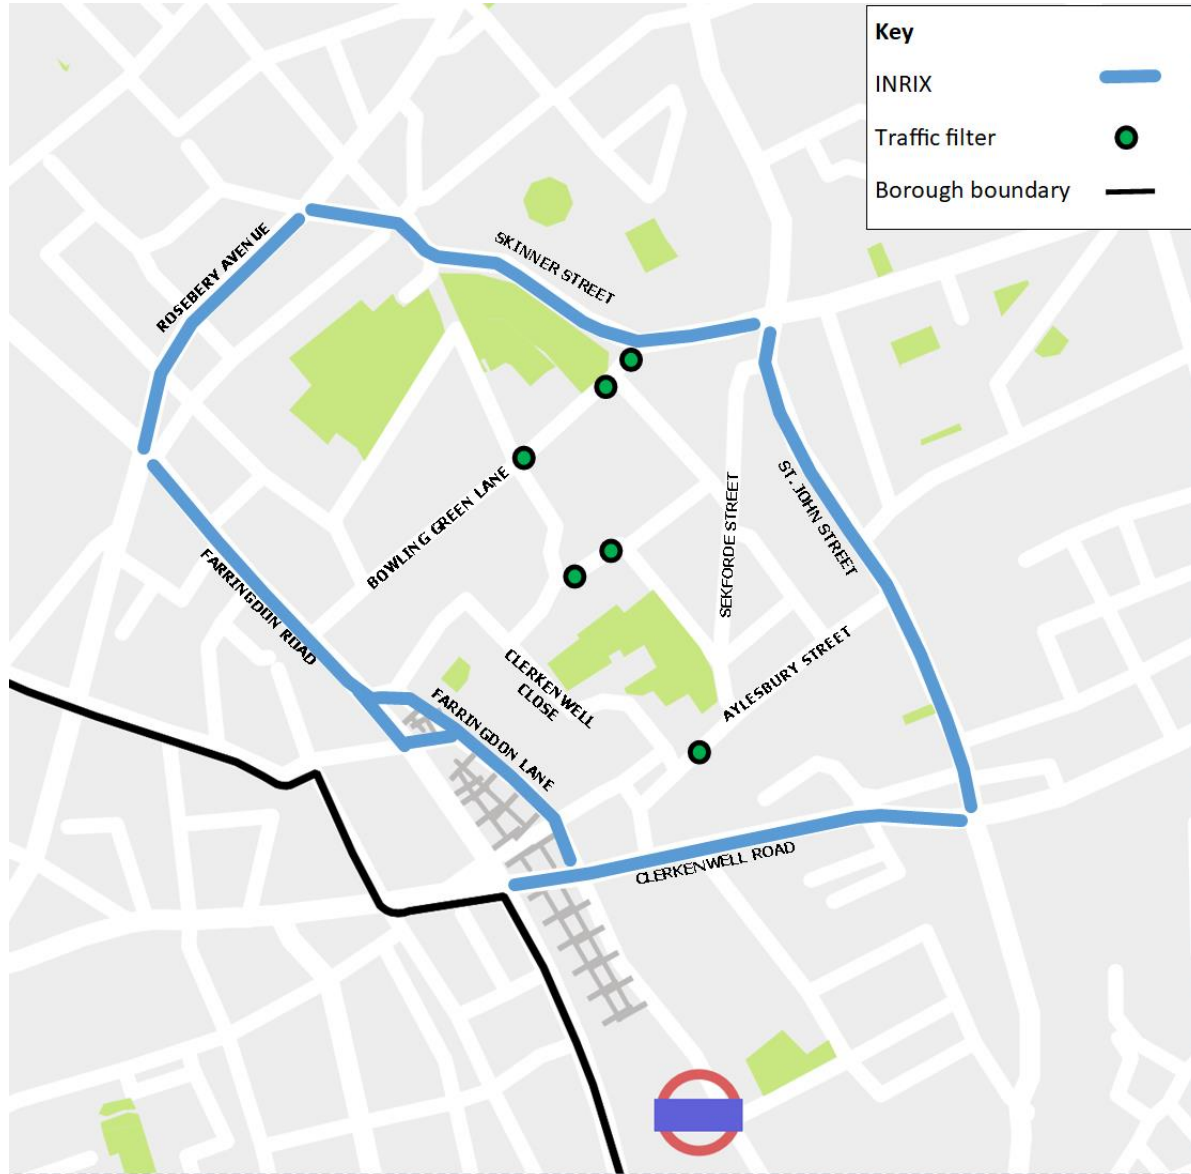 Key
INRIX
Traffic filter
Borough boundary
ROSEBERY AVENUE
SKINNER STREET
BOWLING GREEN LANE
SEKFORDE STREET
ST. JOHN STREET
FARRINGDON ROAD
CLERKENWELL
CLOSE
AYLESBURY STREET
FARRINGDON LANE
CLERKENWELL ROAD